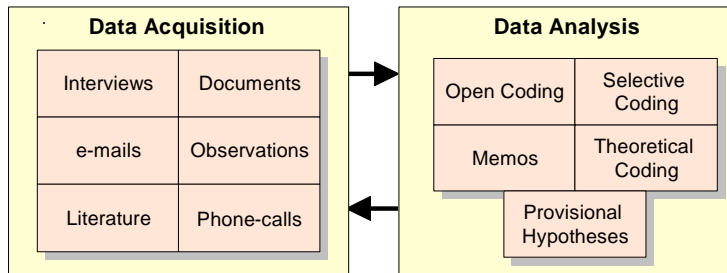 Data Acquisition
Interviews
Documents
e-mails
Observations
Literature
Phone-calls
Data Analysis
Open Coding
Selective
Coding
Memos
Theoretical
Coding
Provisional
Hypotheses